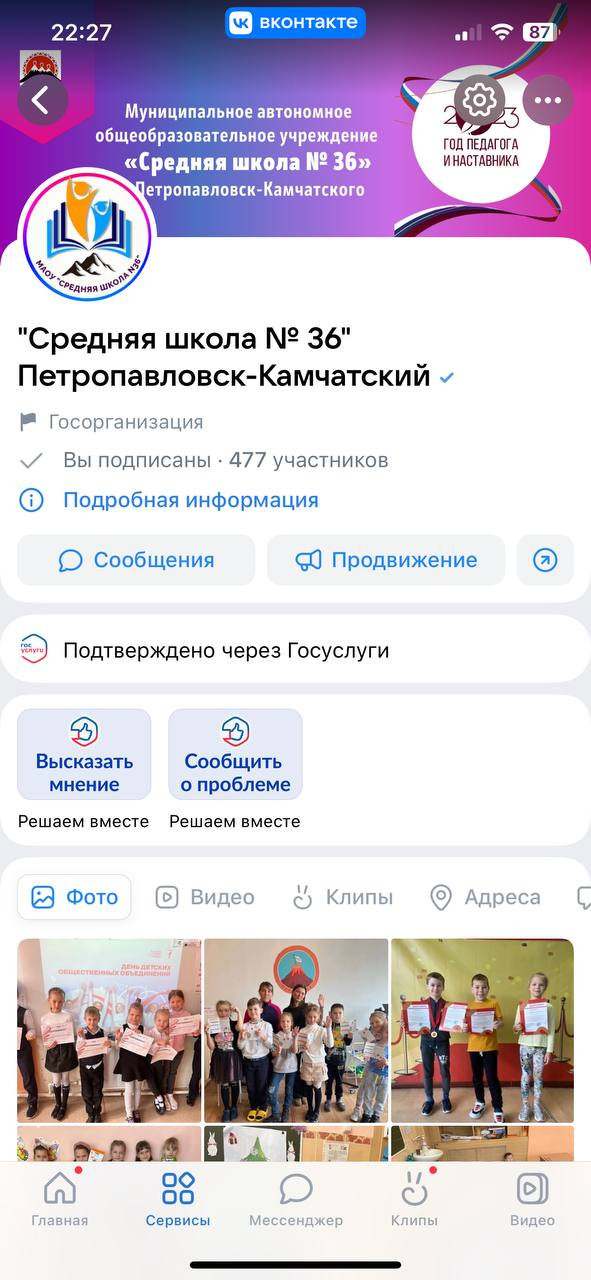 22:27
вконтакте
87
Муниципальное автономное
общеобразовательное учреждение
«Средняя школа № 36»
Петропавловск-Камчатского
2023
ГОД ПЕДАГОГА
И НАСТАВНИКА
МАОУ "СРЕДНЯЯ ШКОЛА №36"
"Средняя школа № 36"
Петропавловск-Камчатский
Госорганизация
Вы подписаны · 477 участников
Подробная информация
Сообщения
Продвижение
гос
услуги
Подтверждено через Госуслуги
Высказать
мнение
Сообщить
о проблеме
Решаем вместе
Решаем вместе
Фото
Видео
Клипы
Адреса
ДЕНЬ ДЕТСКИХ
ОБЩЕСТВЕННЫХ ОБЪЕДИНЕНИЙ
Главная
Сервисы
Мессенджер
Клипы
Видео